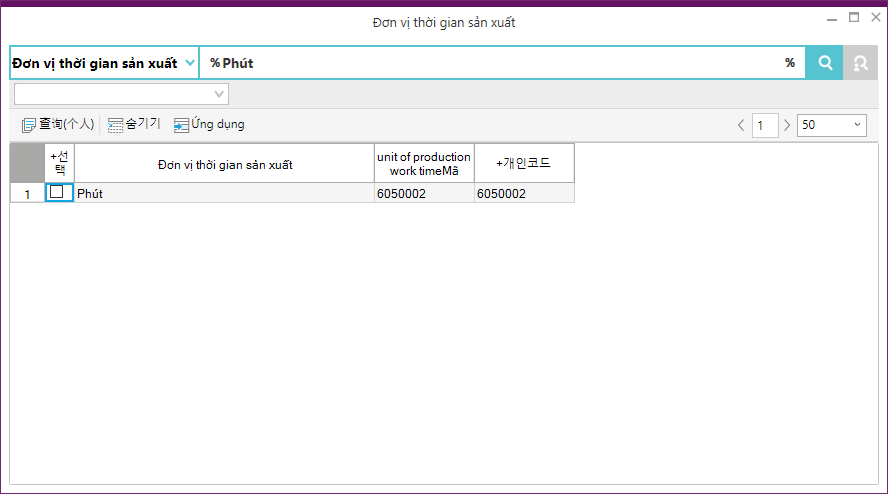 Đơn vị thời gian sản xuất
Đơn vị thời gian sản xuất % Phút %
查询(个人) 숨기기 Ứng dụng 1 50
+선택 Đơn vị thời gian sản xuất unit of production work timeMã +개인코드
1 Phút 6050002 6050002